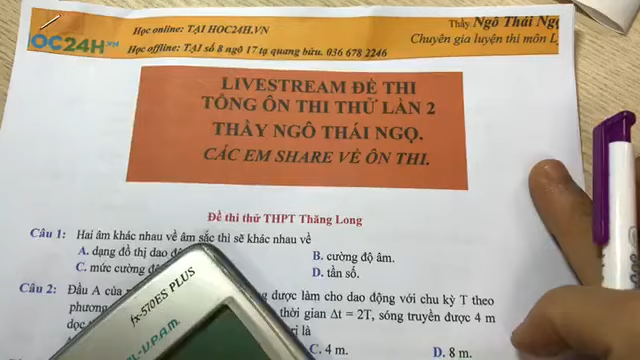 OC24H.VN
Học online: TẠI HOC24H.VN
Học offline: TẠI số 8 ngõ 17 tạ quang bửu. 036 678 2246
Thầy Ngô Thái
Chuyên gia luyện thi môn
LIVESTREAM ĐỀ THI
TỔNG ÔN THI THỬ LẦN 2
THẦY NGÔ THÁI NGỌ.
CÁC EM SHARE VỀ ÔN THI.
Đề thi thử THPT Thăng Long
Câu 1: Hai âm khác nhau về âm sắc thì sẽ khác nhau về
A. dạng đồ thị dao
B. cường độ âm.
C. mức cường
D. tần số.
Câu 2: Đầu A của
được làm cho dao động với chu kỳ T theo
phương
thời gian Δt = 2T, sóng truyền được 4 m
dọc
là
C. 4 m.
D. 8 m.
fx-570ES PLUS
V.P.A.M.